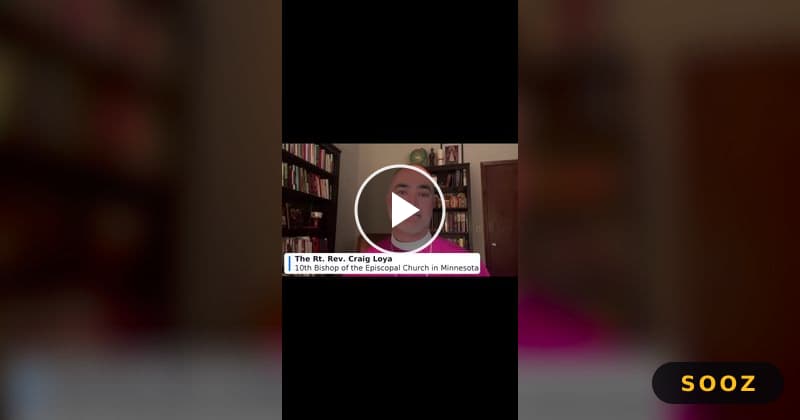 The Rt. Rev. Craig Loya
10th Bishop of the Episcopal Church in Minnesota
SOOZ